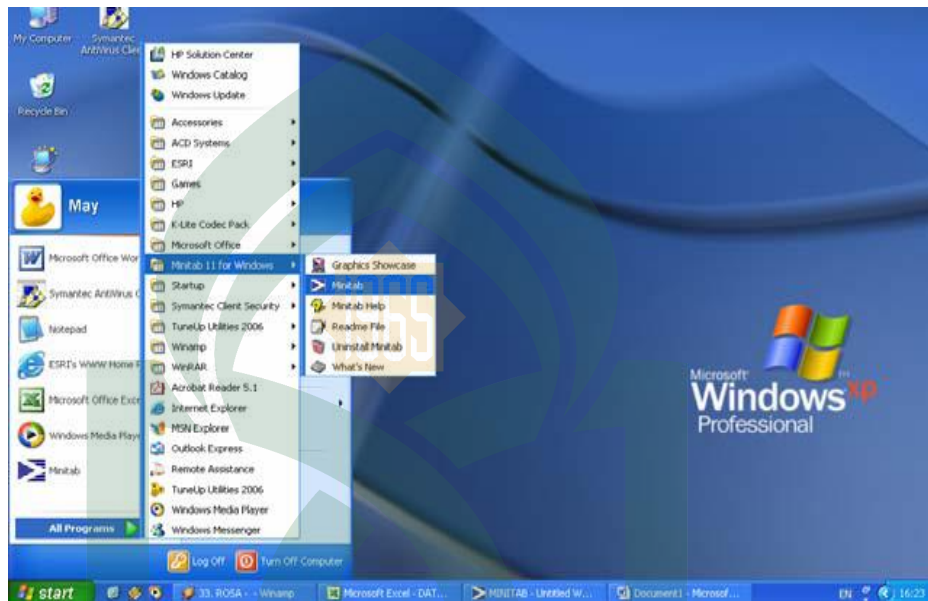 My Computer
Symantec
AntiVirus Clie
Recycle Bin
HP Solution Center
Windows Catalog
Windows Update
Accessories
ACD Systems
ESRI
Games
HP
K-Lite Codec Pack
Microsoft Office
Minitab 11 for Windows
Startup
Symantec Client Security
TuneUp Utilities 2006
Winamp
WinRAR
Acrobat Reader 5.1
Internet Explorer
MSN Explorer
Outlook Express
Remote Assistance
TuneUp Utilities 2006
Windows Media Player
Windows Messenger
Graphics Showcase
Minitab
Minitab Help
Readme File
Uninstall Minitab
What's New
May
Microsoft Office Wor
Symantec AntiVirus C
Notepad
ESRI's WWW Home P
Microsoft Office Exce
Windows Media Playe
Minitab
All Programs
Log Off
Turn Off Computer
Microsoft
Windows xp
Professional
start
33. ROSA - - Winamp
Microsoft Excel - DAT...
MINITAB - Untitled W...
Document1 - Microsof...
EN
16:23